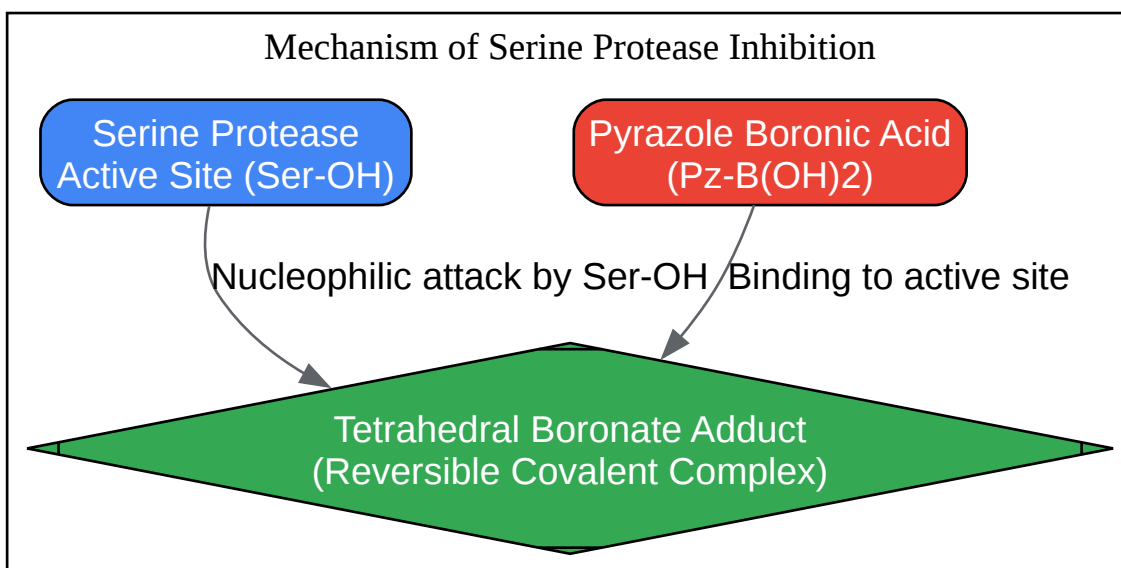 Mechanism of Serine Protease Inhibition
Serine Protease
Active Site (Ser-OH)
Pyrazole Boronic Acid
(Pz-B(OH)2)
Nucleophilic attack by Ser-OH
Binding to active site
Tetrahedral Boronate Adduct
(Reversible Covalent Complex)